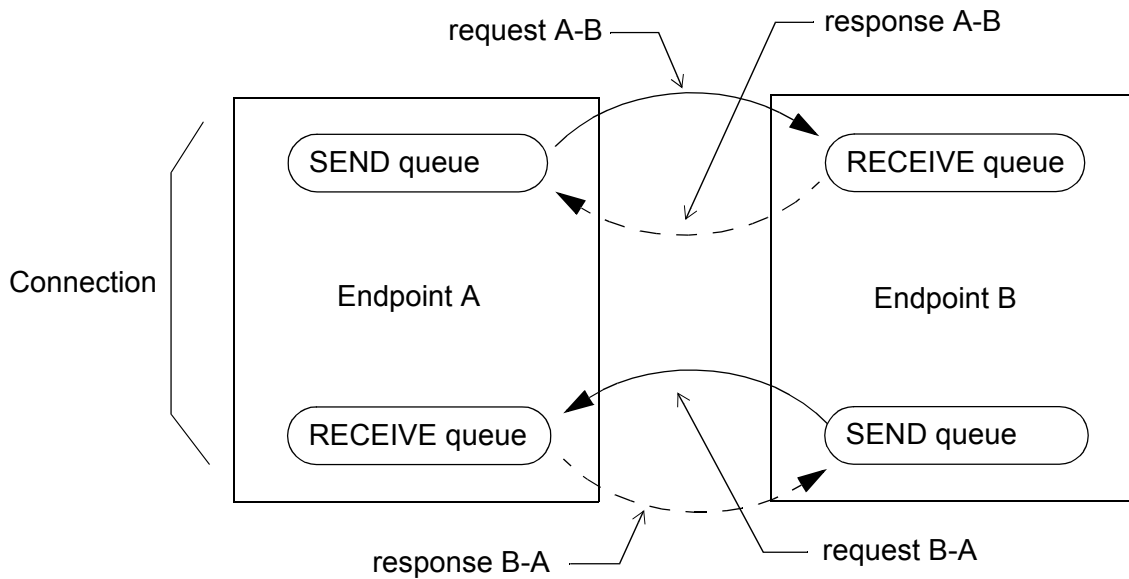 request A-B
response A-B
SEND queue
RECEIVE queue
Connection
Endpoint A
Endpoint B
RECEIVE queue
SEND queue
response B-A
request B-A